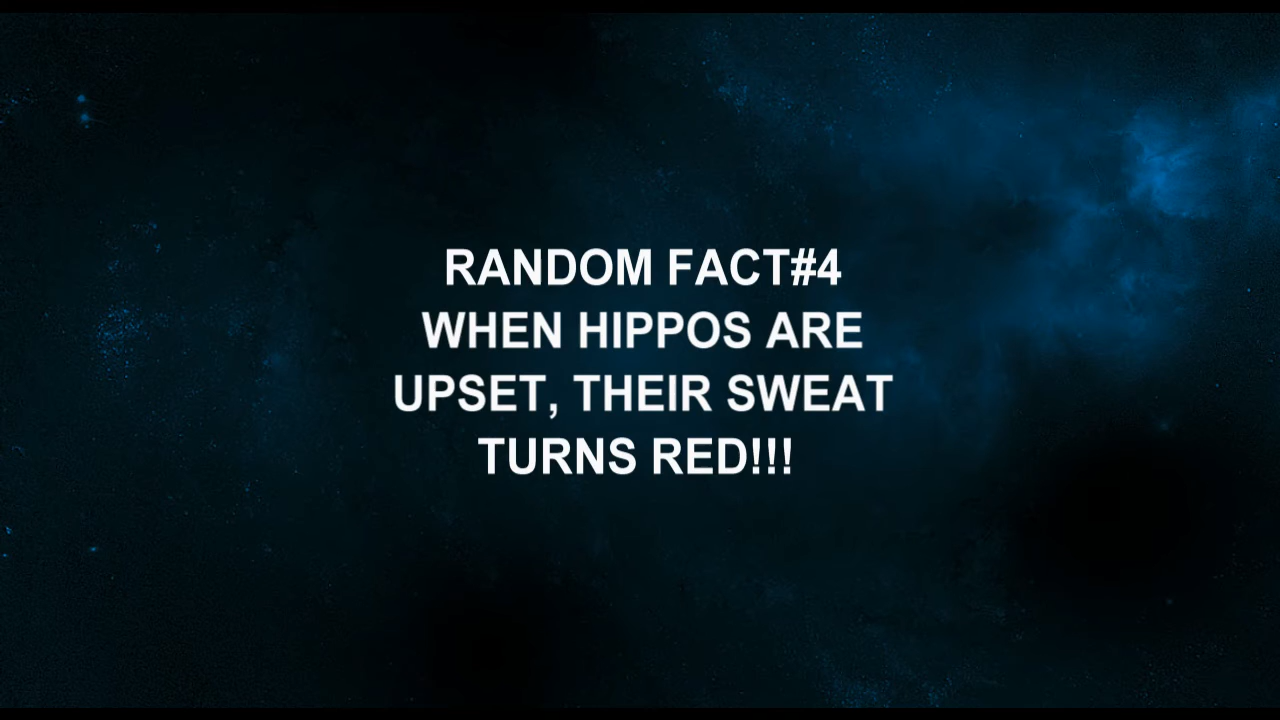 RANDOM FACT#4
WHEN HIPPOS ARE
UPSET, THEIR SWEAT
TURNS RED!!!